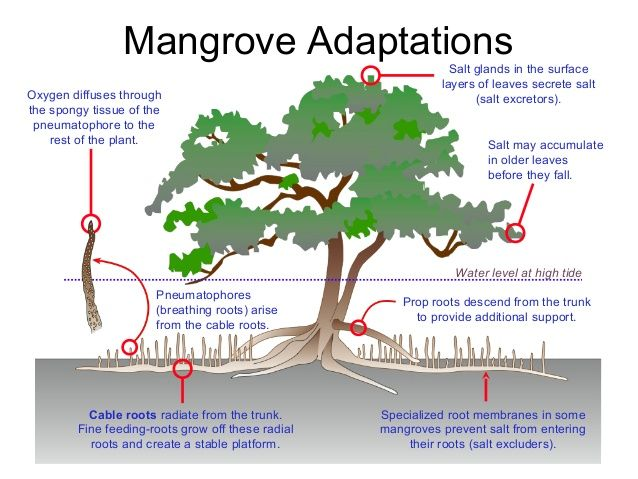 Mangrove Adaptations
Oxygen diffuses through
the spongy tissue of the
pneumatophore to the
rest of the plant.
Salt glands in the surface
layers of leaves secrete salt
(salt excretors).
Salt may accumulate
in older leaves
before they fall.
Water level at high tide
Pneumatophores
(breathing roots) arise
from the cable roots.
Prop roots descend from the trunk
to provide additional support.
Cable roots radiate from the trunk.
Fine feeding-roots grow off these radial
roots and create a stable platform.
Specialized root membranes in some
mangroves prevent salt from entering
their roots (salt excluders).